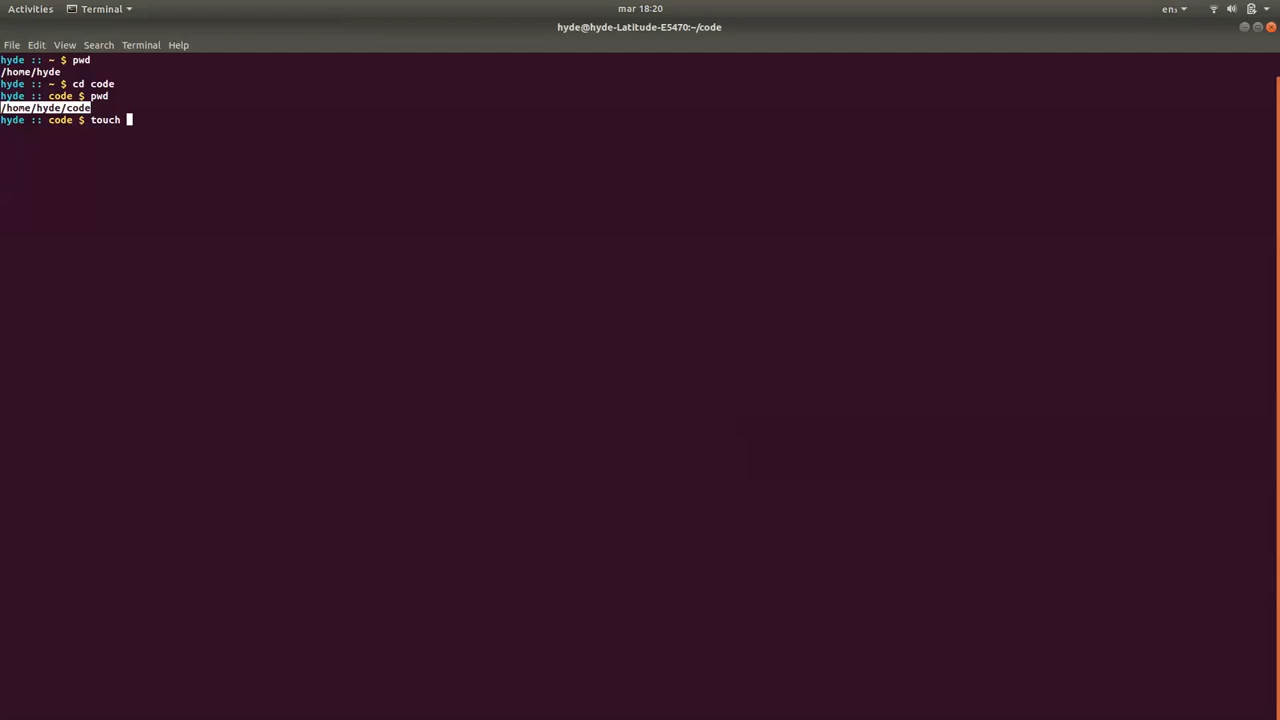 Activities Terminal mar 18:20 en₃
hyde@hyde-Latitude-E5470:~/code
File Edit View Search Terminal Help
hyde :: ~ $ pwd
/home/hyde
hyde :: ~ $ cd code
hyde :: code $ pwd
/home/hyde/code
hyde :: code $ touch